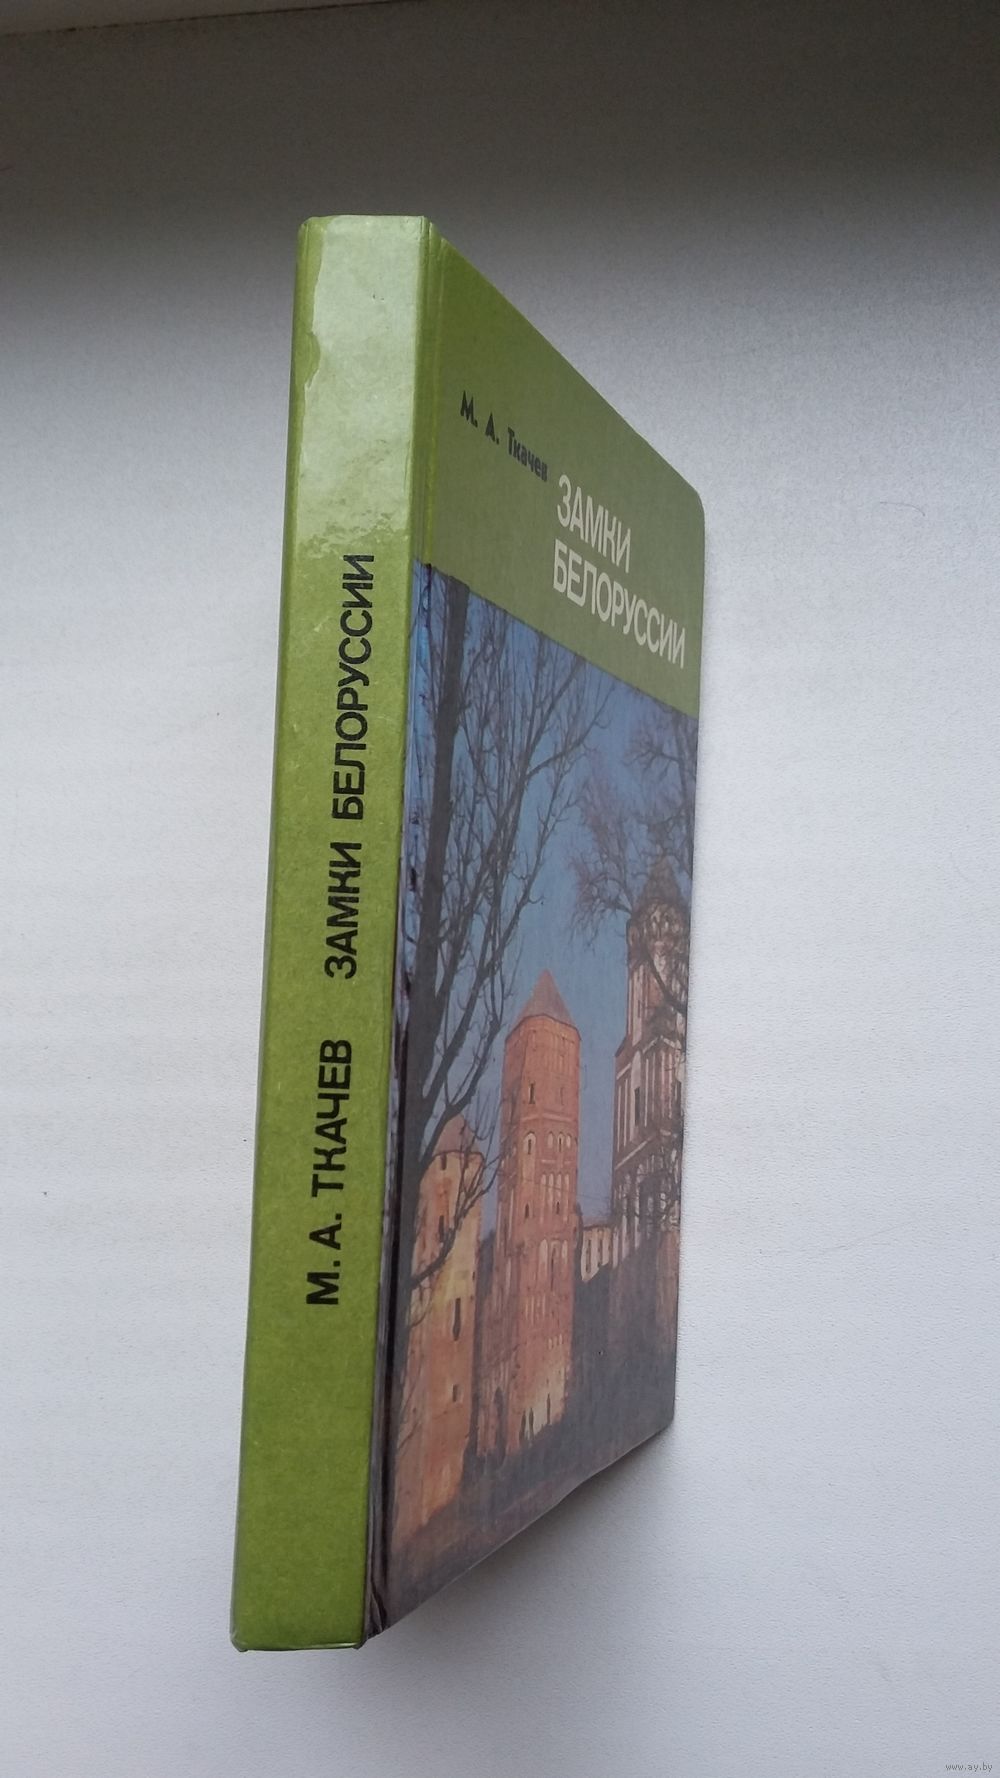 М. А. ТКАЧЕВ ЗАМКИ БЕЛОРУССИИ
М. А. Ткачев
ЗАМКИ
БЕЛОРУССИИ
www.ay.by